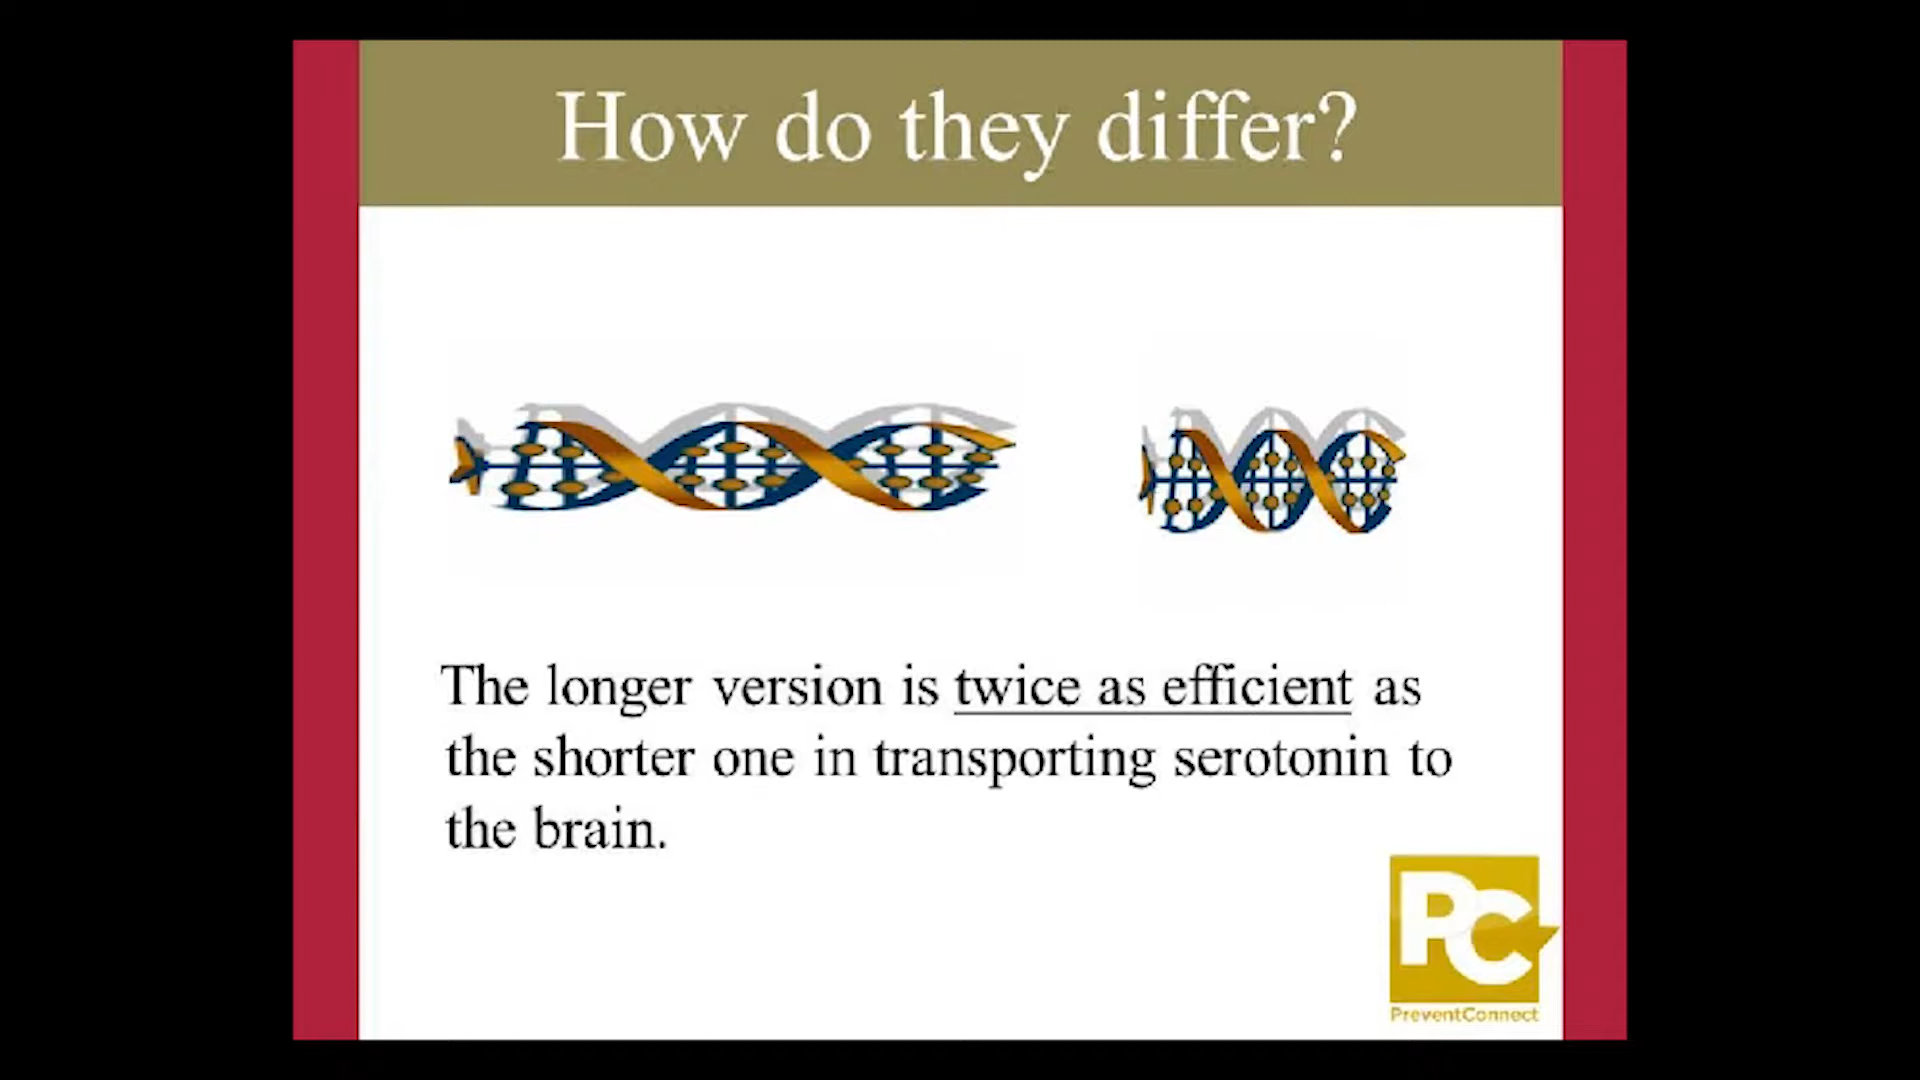 How do they differ?
The longer version is twice as efficient as
the shorter one in transporting serotonin to
the brain.
PC
PreventConnect